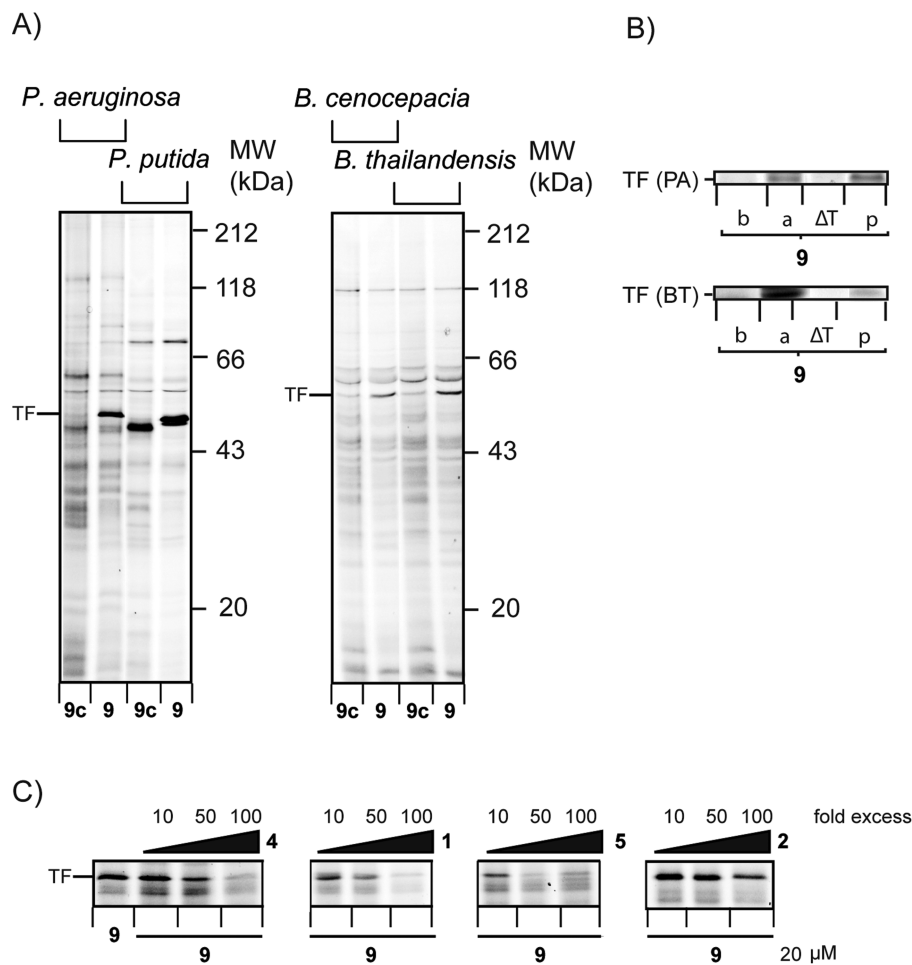 A)
B)
P. aeruginosa
B. cenocepacia
P. putida
MW
(kDa)
B. thailandensis
MW
(kDa)
212
118
66
43
20
TF
9c 9 9c 9
212
118
66
43
20
TF
9c 9 9c 9
TF (PA)
b a ΔT p
9
TF (BT)
b a ΔT p
9
C)
10 50 100 10 50 100 10 50 100 10 50 100 fold excess
4 1 5 2
TF
9
9 9 9 9 20 μM